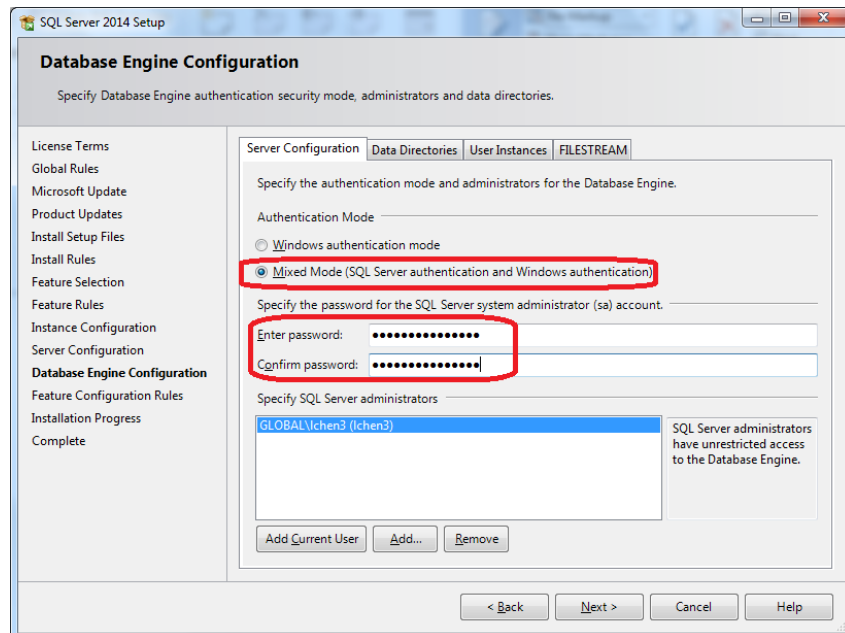 SQL Server 2014 Setup
Database Engine Configuration
Specify Database Engine authentication security mode, administrators and data directories.
License Terms
Global Rules
Microsoft Update
Product Updates
Install Setup Files
Install Rules
Feature Selection
Feature Rules
Instance Configuration
Server Configuration
Database Engine Configuration
Feature Configuration Rules
Installation Progress
Complete
Server Configuration Data Directories User Instances FILESTREAM
Specify the authentication mode and administrators for the Database Engine.
Authentication Mode
Windows authentication mode
Mixed Mode (SQL Server authentication and Windows authentication)
Specify the password for the SQL Server system administrator (sa) account.
Enter password: ●●●●●●●●●●●●●●●
Confirm password: ●●●●●●●●●●●●●●●
Specify SQL Server administrators
GLOBAL\lchen3 (lchen3)
SQL Server administrators
have unrestricted access
to the Database Engine.
Add Current User Add... Remove
< Back Next > Cancel Help